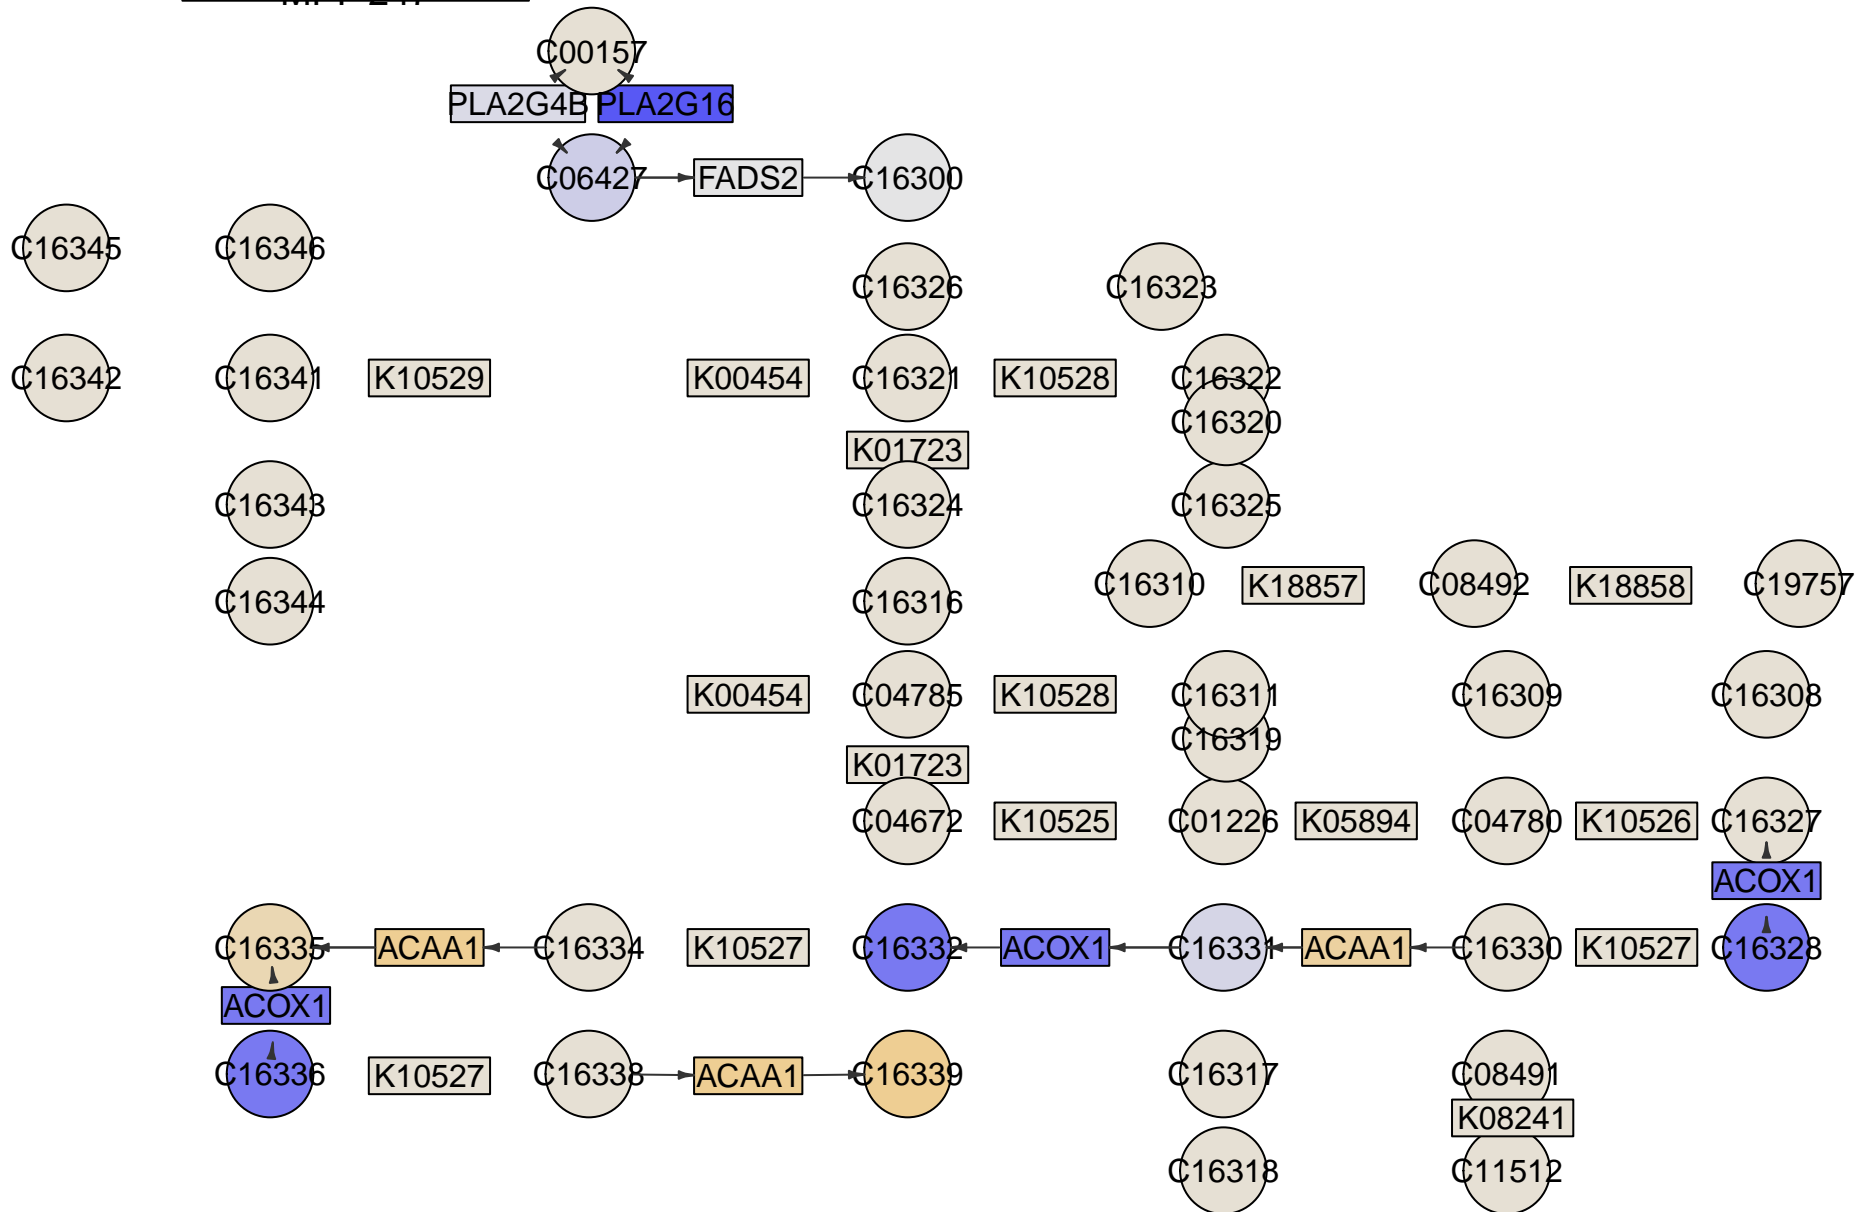 C00157
PLA2G4B PLA2G16
C06427 FADS2 C16300
C16345 C16346
C16326 C16323
C16342 C16341 K10529 K00454 C16321 K10528 C16322
C16320
K01723
C16343 C16324 C16325
C16310 K18857 C08492 K18858 C19757
C16344 C16316
K00454 C04785 K10528 C16311 C16309 C16308
C16319
K01723
C04672 K10525 C01226 K05894 C04780 K10526 C16327
ACOX1
C16335 ACAA1 C16334 K10527 C16332 ACOX1 C16331 ACAA1 C16330 K10527 C16328
ACOX1
C16336 K10527 C16338 ACAA1 C16339 C16317 C08491
K08241
C16318 C11512